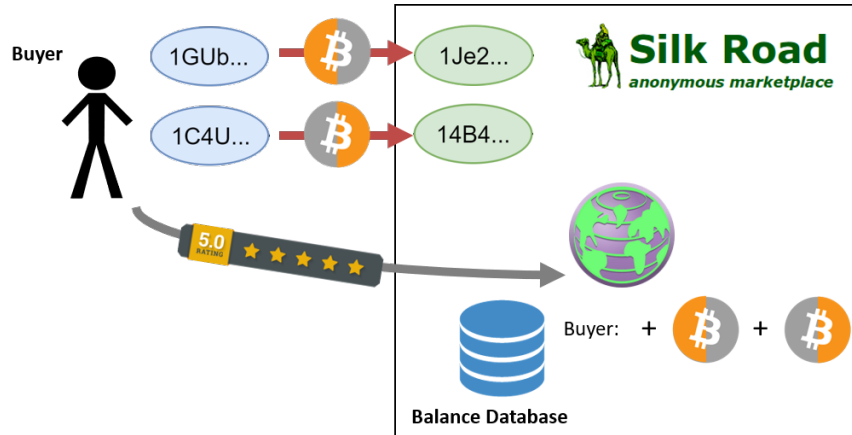 Buyer
1GUb...
1Je2...
Silk Road
anonymous marketplace
1C4U...
14B4...
5.0
RATING
Buyer: + +
Balance Database